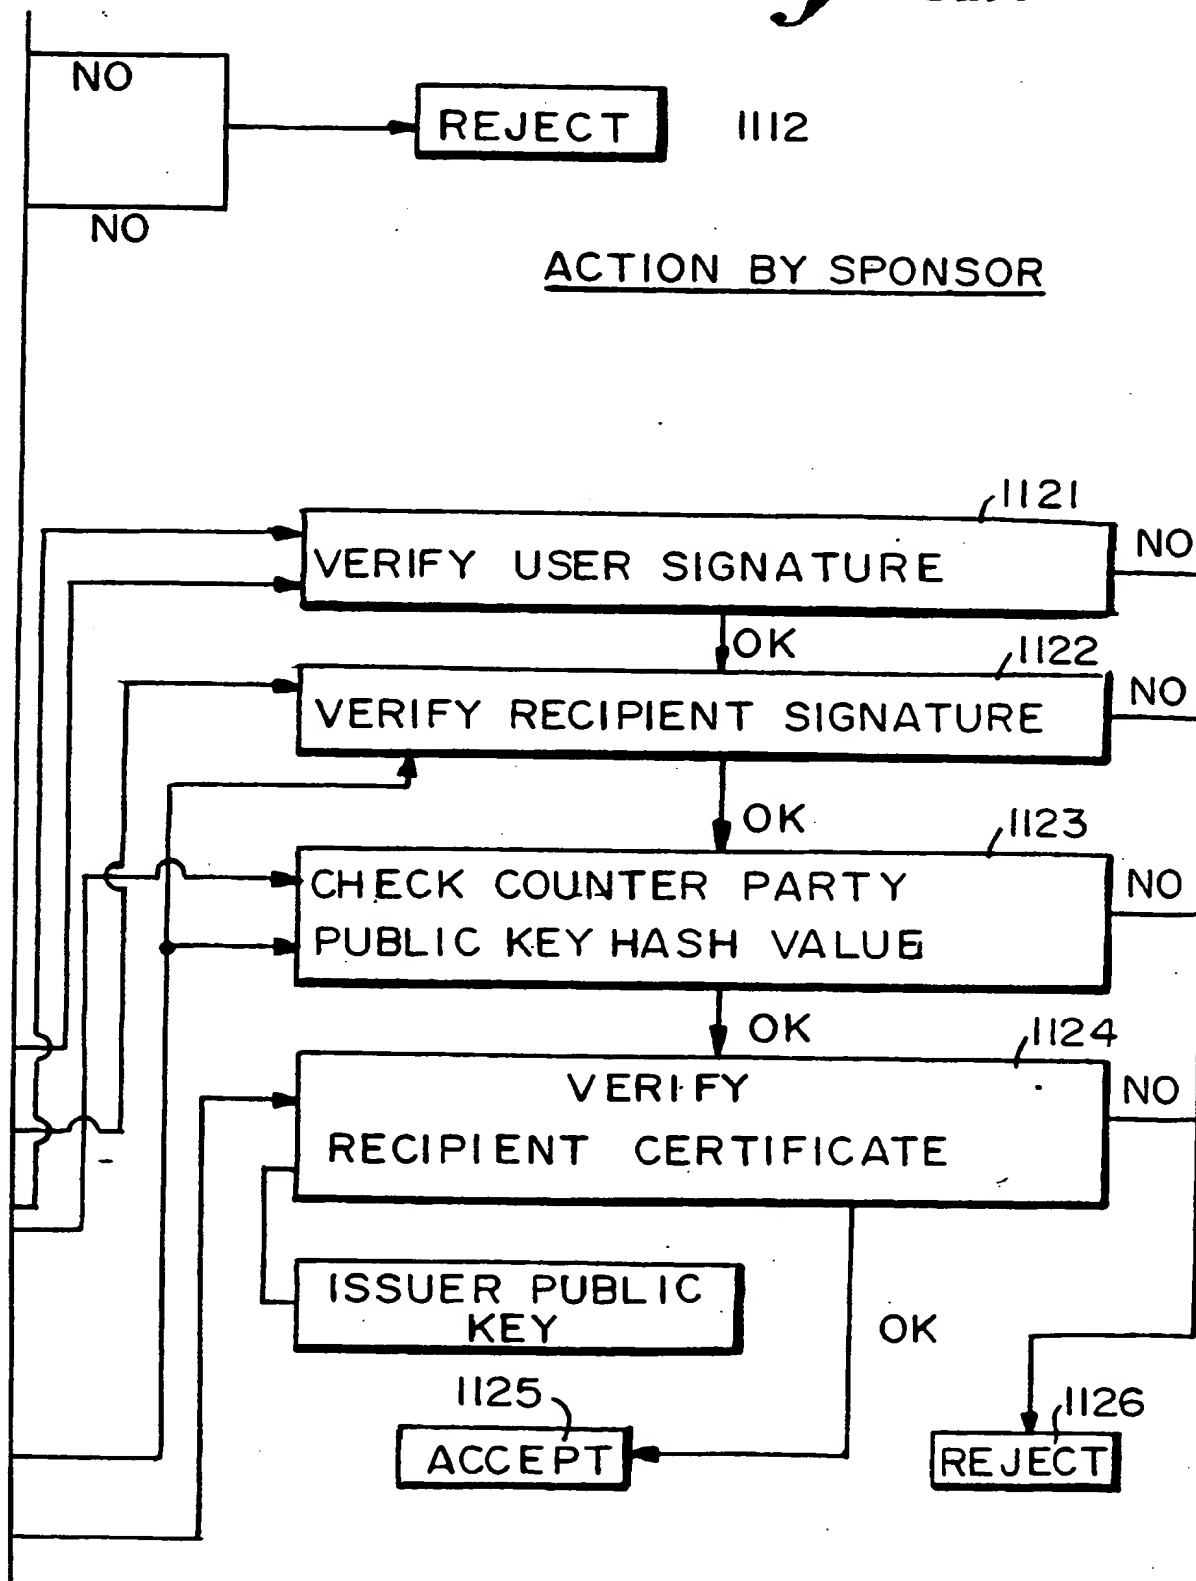 NO
REJECT 1112
NO
ACTION BY SPONSOR
1121
VERIFY USER SIGNATURE
NO
OK
1122
VERIFY RECIPIENT SIGNATURE
NO
OK
1123
CHECK COUNTER PARTY
PUBLIC KEY HASH VALUE
NO
OK
1124
VERIFY
RECIPIENT CERTIFICATE
NO
ISSUER PUBLIC
KEY
OK
1125
ACCEPT
1126
REJECT